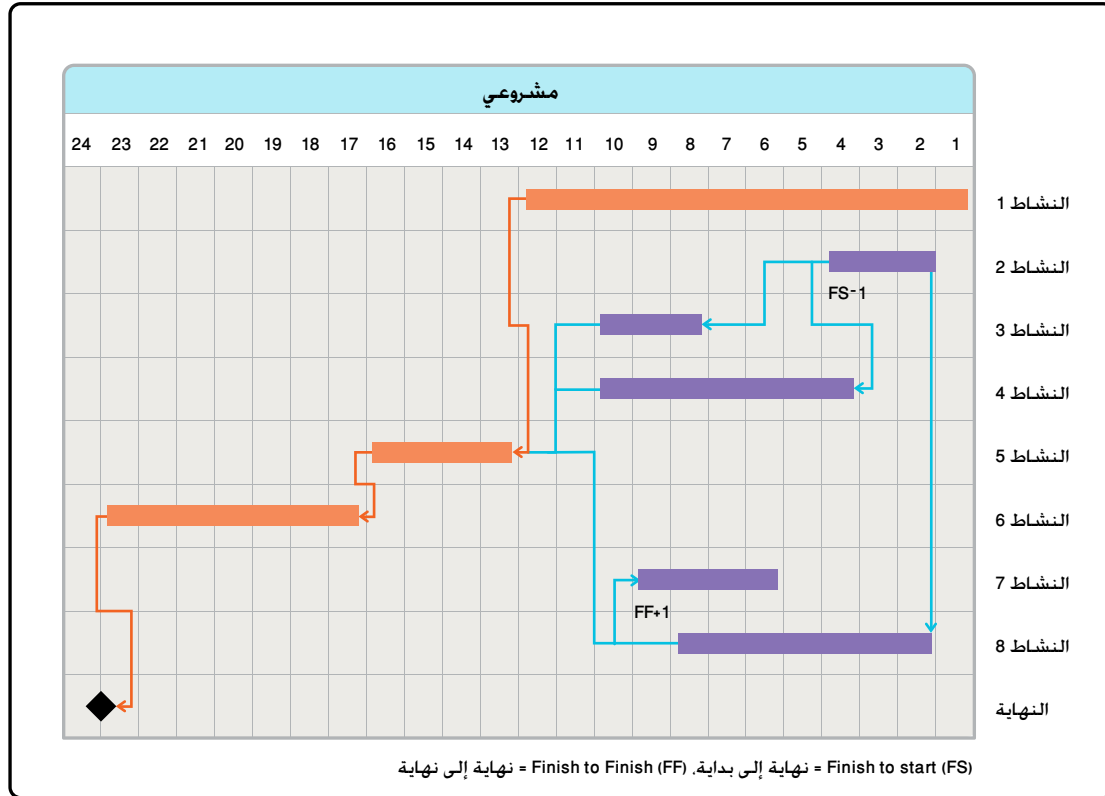 مشروعي
1 2 3 4 5 6 7 8 9 10 11 12 13 14 15 16 17 18 19 20 21 22 23 24
النشاط 1
النشاط 2
FS-1
النشاط 3
النشاط 4
النشاط 5
النشاط 6
النشاط 7
FF+1
النشاط 8
النهاية
Finish to start (FS) = نهاية إلى بداية، Finish to Finish (FF) = نهاية إلى نهاية